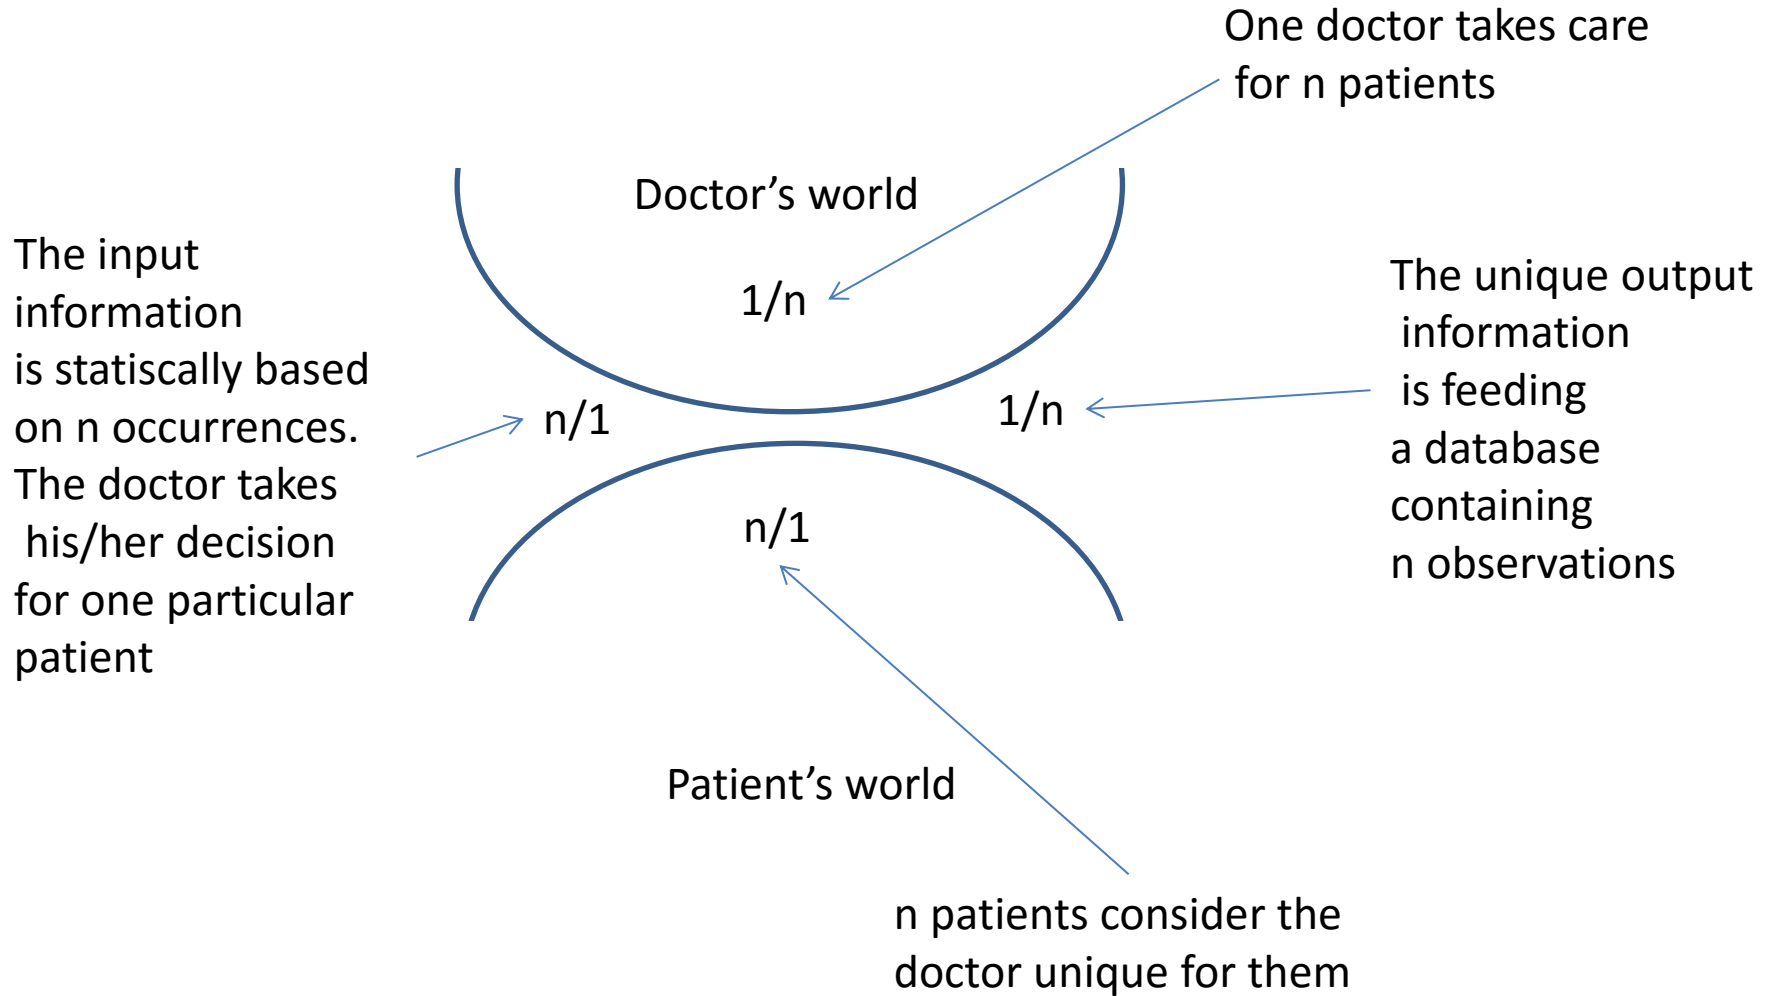 One doctor takes care
for n patients
Doctor’s world
The input
information
is statiscally based
on n occurrences.
The doctor takes
his/her decision
for one particular
patient
1/n
n/1
1/n
The unique output
information
is feeding
a database
containing
n observations
n/1
Patient’s world
n patients consider the
doctor unique for them